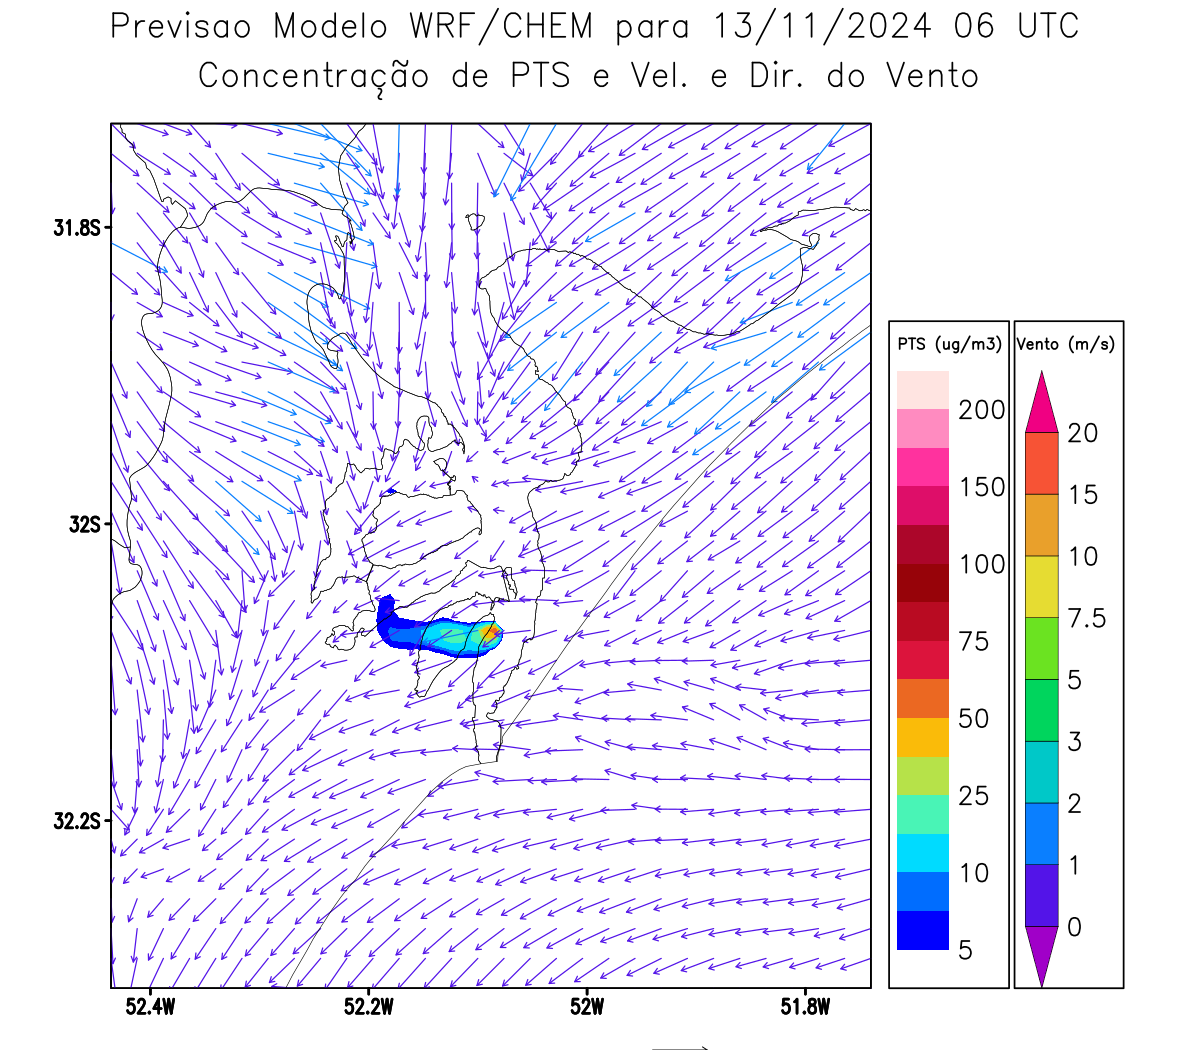 Previsao Modelo WRF/CHEM para 13/11/2024 06 UTC
Concentração de PTS e Vel. e Dir. do Vento
31.8S
32S
32.2S
52.4W
52.2W
52W
51.8W
PTS (ug/m3)
200
150
100
75
50
25
10
5
Vento (m/s)
20
15
10
7.5
5
3
2
1
0